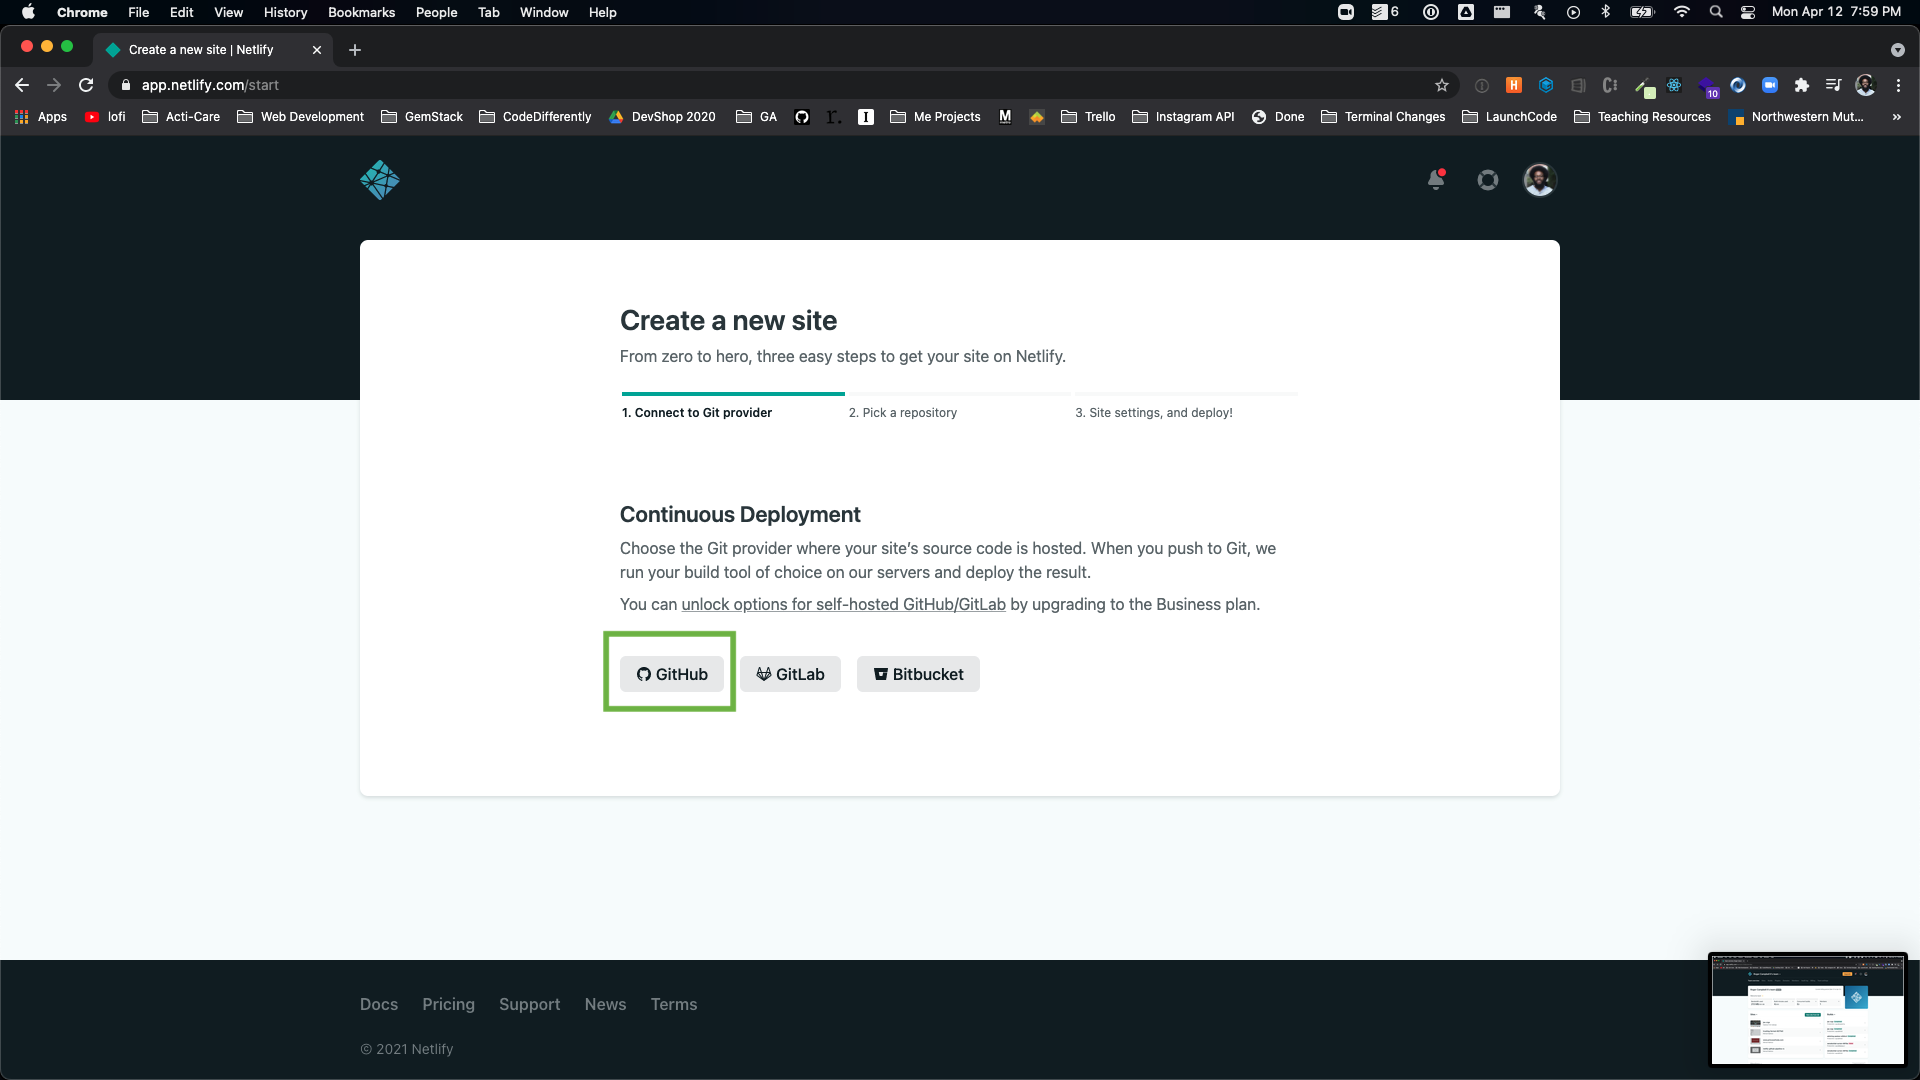 Chrome File Edit View History Bookmarks People Tab Window Help 6 Mon Apr 12 7:59 PM
Create a new site | Netlify
app.netlify.com/start
H 10
Apps lofi Acti-Care Web Development GemStack CodeDifferently DevShop 2020 GA r. I Me Projects M Trello Instagram API Done Terminal Changes LaunchCode Teaching Resources Northwestern Mut... »
Create a new site
From zero to hero, three easy steps to get your site on Netlify.
1. Connect to Git provider 2. Pick a repository 3. Site settings, and deploy!
Continuous Deployment
Choose the Git provider where your site's source code is hosted. When you push to Git, we
run your build tool of choice on our servers and deploy the result.
You can unlock options for self-hosted GitHub/GitLab by upgrading to the Business plan.
GitHub GitLab Bitbucket
Docs Pricing Support News Terms
© 2021 Netlify